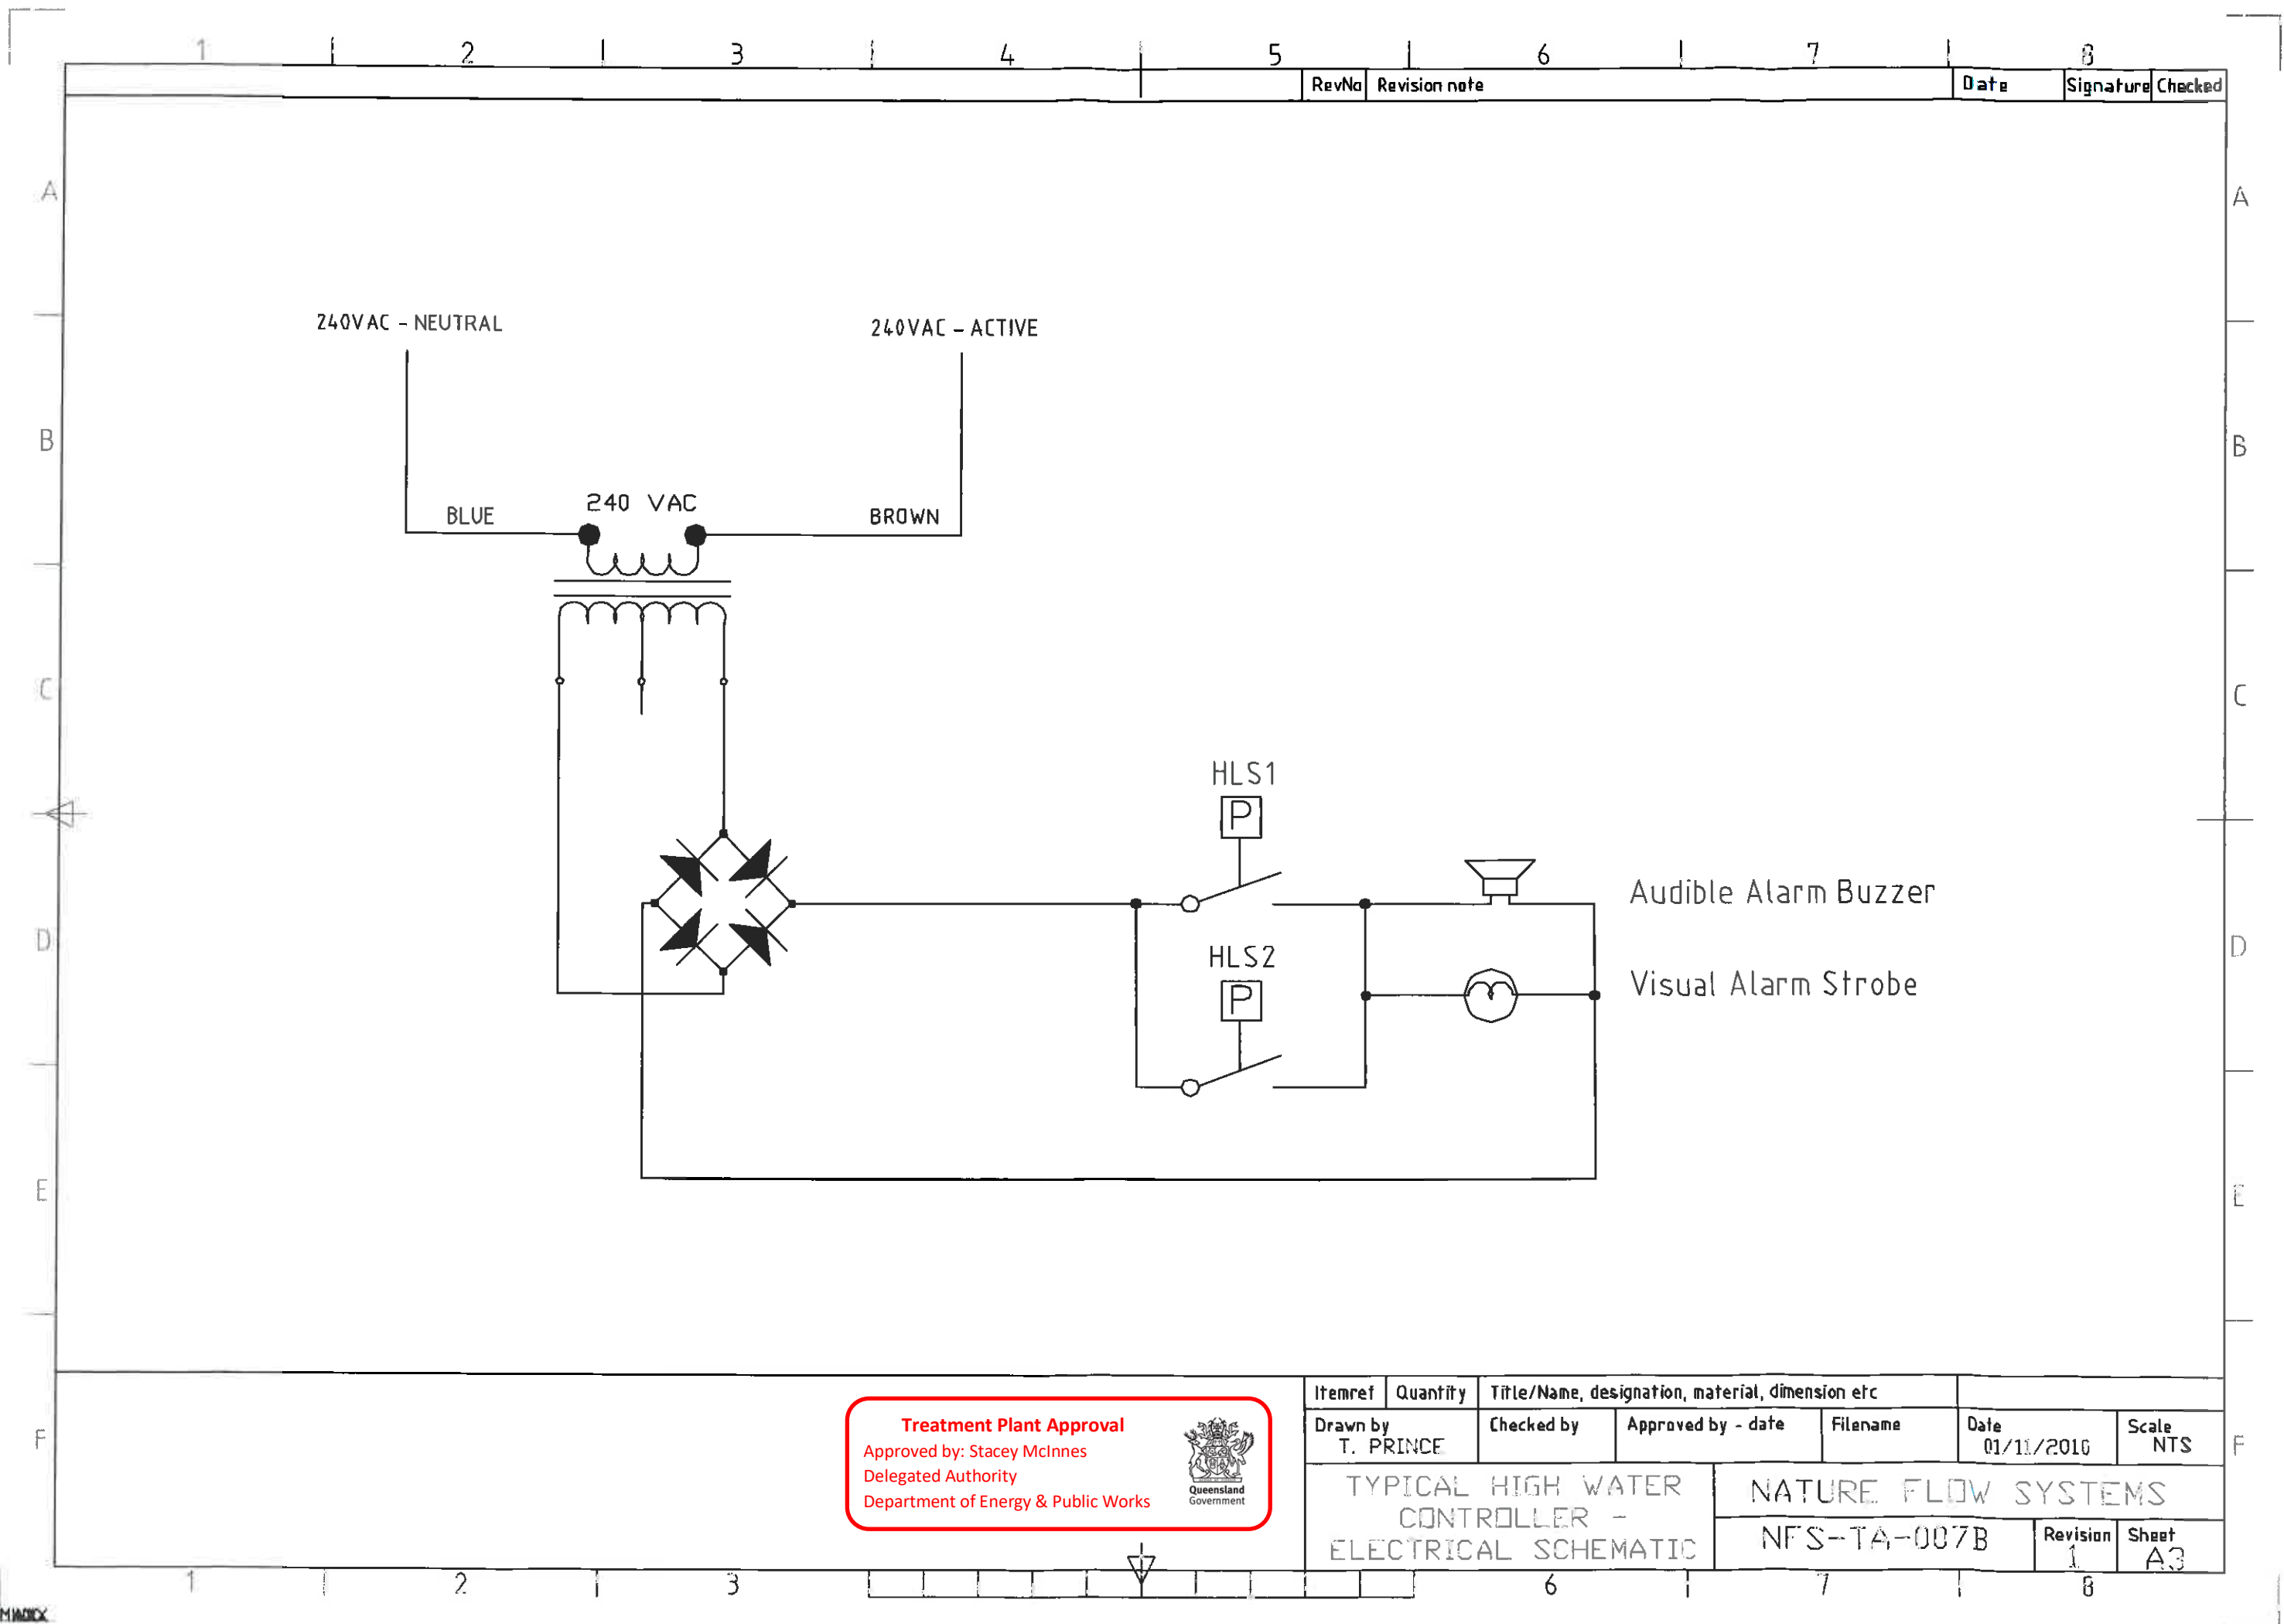 1 2 3 4 5 6 7 8
RevNo Revision note Date Signature Checked
A A
240VAC - NEUTRAL 240VAC - ACTIVE
B B
BLUE 240 VAC BROWN
C C
HLS1
P
Audible Alarm Buzzer
D D
HLS2
P
Visual Alarm Strobe
E E
Itemref Quantity Title/Name, designation, material, dimension etc
Treatment Plant Approval
Approved by: Stacey McInnes
Delegated Authority
Department of Energy & Public Works
Queensland
Government
Drawn by Checked by Approved by - date Filename Date Scale
T. PRINCE 01/11/2010 NTS
F F
TYPICAL HIGH WATER
CONTROLLER -
ELECTRICAL SCHEMATIC
NATURE FLOW SYSTEMS
NFS-TA-007B Revision Sheet
1 A3
1 2 3 6 7 8